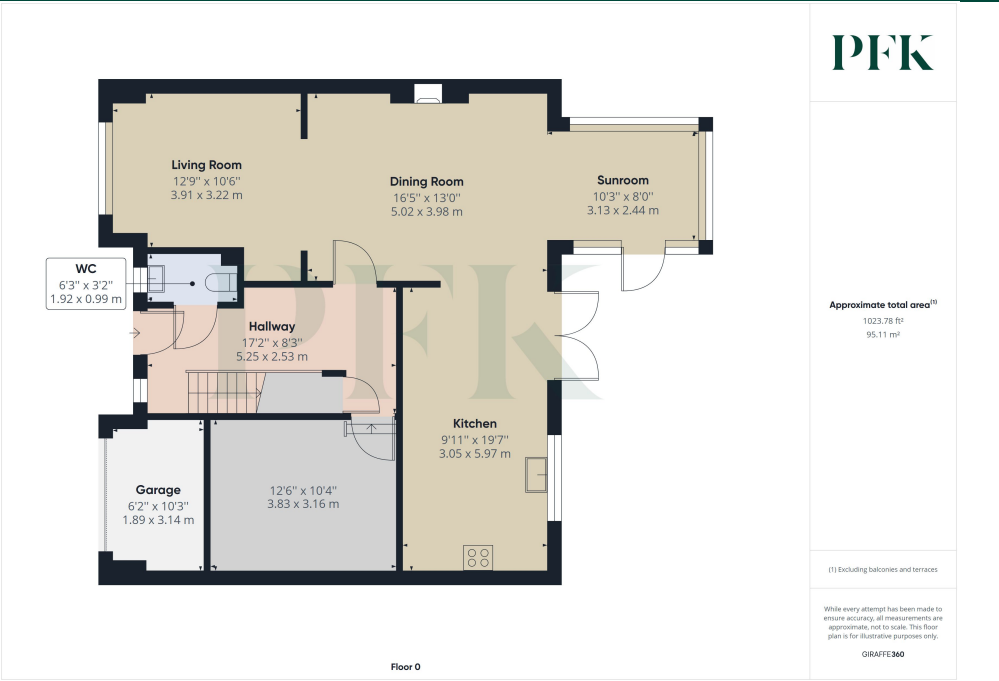 PFK
Living Room
12'9" x 10'6"
3.91 x 3.22 m
Dining Room
16'5" x 13'0"
5.02 x 3.98 m
Sunroom
10'3" x 8'0"
3.13 x 2.44 m
WC
6'3" x 3'2"
1.92 x 0.99 m
PFK
Hallway
17'2" x 8'3"
5.25 x 2.53 m
Kitchen
9'11" x 19'7"
3.05 x 5.97 m
Garage
6'2" x 10'3"
1.89 x 3.14 m
12'6" x 10'4"
3.83 x 3.16 m
Floor 0
Approximate total area(1)
1023.78 ft²
95.11 m²
(1) Excluding balconies and terraces
While every attempt has been made to
ensure accuracy, all measurements are
approximate, not to scale. This floor
plan is for illustrative purposes only.
GIRAFFE360